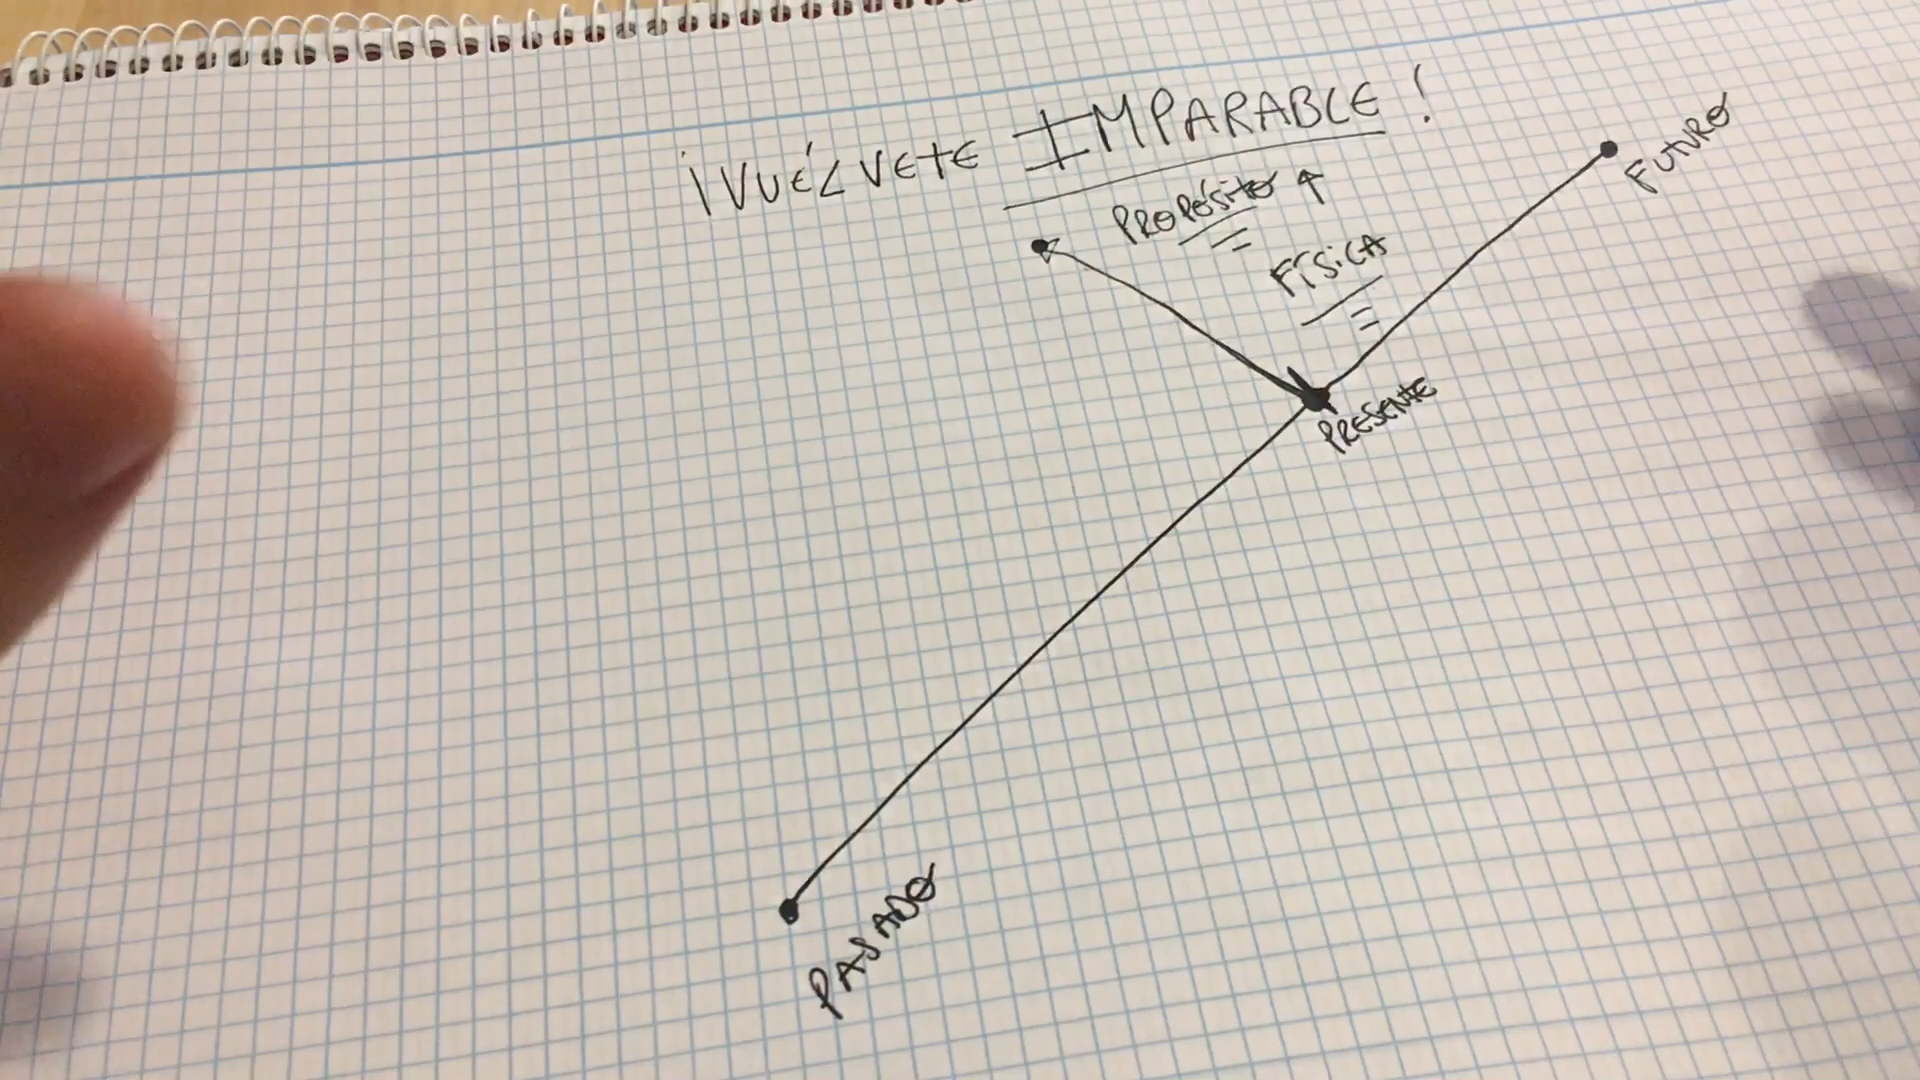 ¡VUÉLVETE IMPARABLE!
PROPÓSITO ↑
FÍSICA
FUTURO
PRESENTE
PASADO